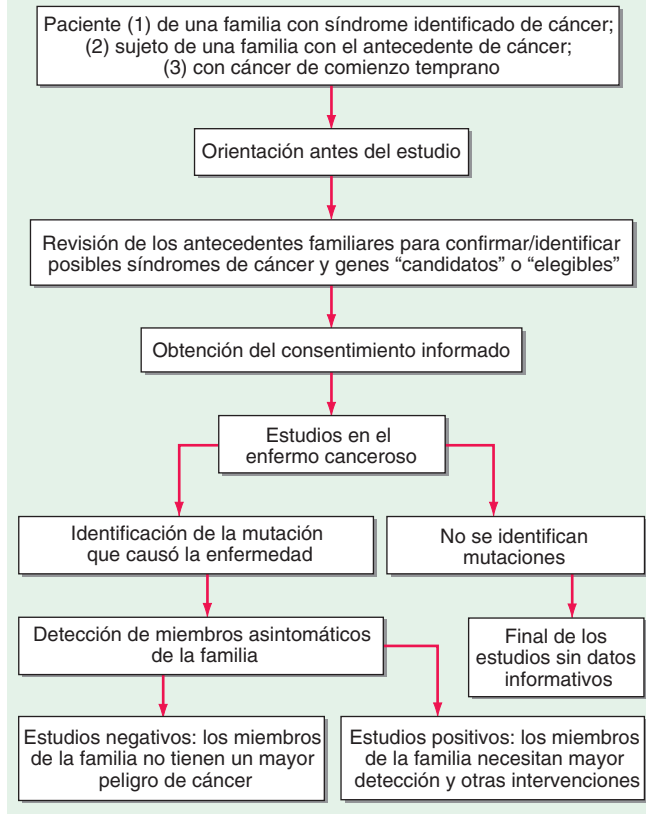 Paciente (1) de una familia con síndrome identificado de cáncer;
(2) sujeto de una familia con el antecedente de cáncer;
(3) con cáncer de comienzo temprano
Orientación antes del estudio
Revisión de los antecedentes familiares para confirmar/identificar
posibles síndromes de cáncer y genes “candidatos” o “elegibles”
Obtención del consentimiento informado
Estudios en el
enfermo canceroso
Identificación de la mutación
que causó la enfermedad
No se identifican
mutaciones
Detección de miembros asintomáticos
de la familia
Final de los
estudios sin datos
informativos
Estudios negativos: los miembros
de la familia no tienen un mayor
peligro de cáncer
Estudios positivos: los miembros
de la familia necesitan mayor
detección y otras intervenciones